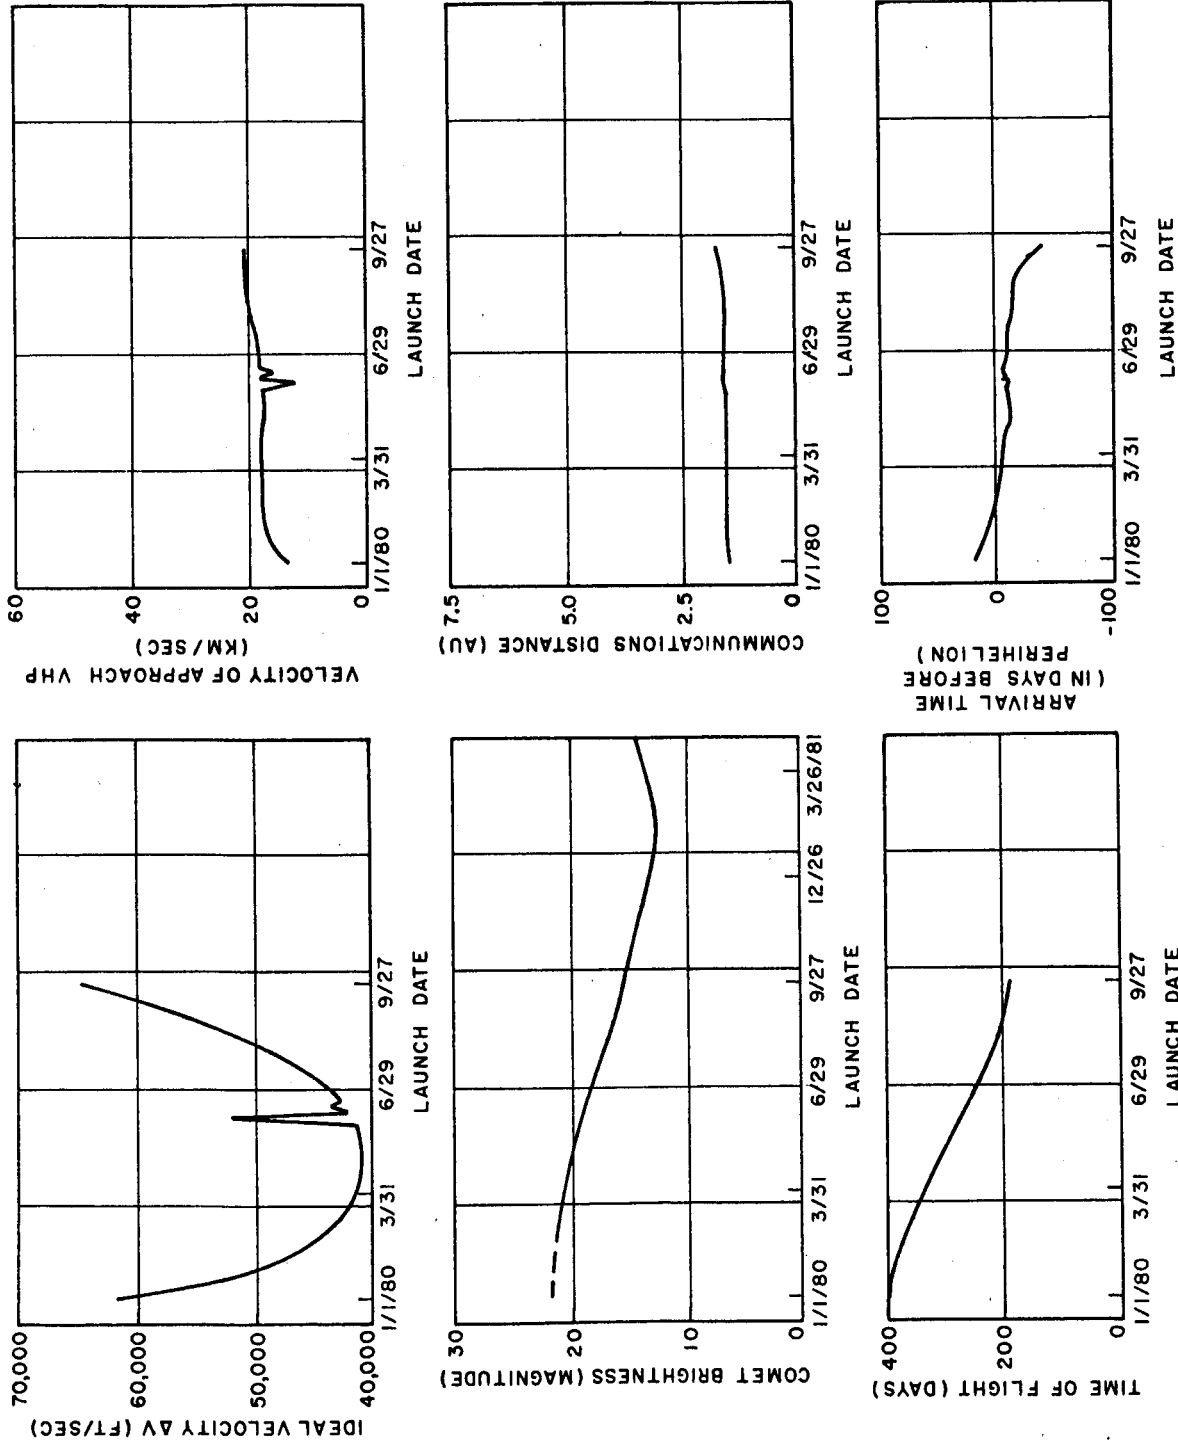 70,000
60,000
50,000
40,000
IDEAL VELOCITY ΔV (FT/SEC)
1/1/80 3/31 6/29 9/27
LAUNCH DATE
60
40
20
0
VELOCITY OF APPROACH VHP
(KM/SEC)
1/1/80 3/31 6/29 9/27
LAUNCH DATE
30
20
10
0
COMET BRIGHTNESS (MAGNITUDE)
1/1/80 3/31 6/29 9/27 12/26 3/26/81
LAUNCH DATE
7.5
5.0
2.5
0
COMMUNICATIONS DISTANCE (AU)
1/1/80 3/31 6/29 9/27
LAUNCH DATE
400
200
0
TIME OF FLIGHT (DAYS)
1/1/80 3/31 6/29 9/27
LAUNCH DATE
100
0
-100
ARRIVAL TIME
(IN DAYS BEFORE
PERIHELION)
1/1/80 3/31 6/29 9/27
LAUNCH DATE